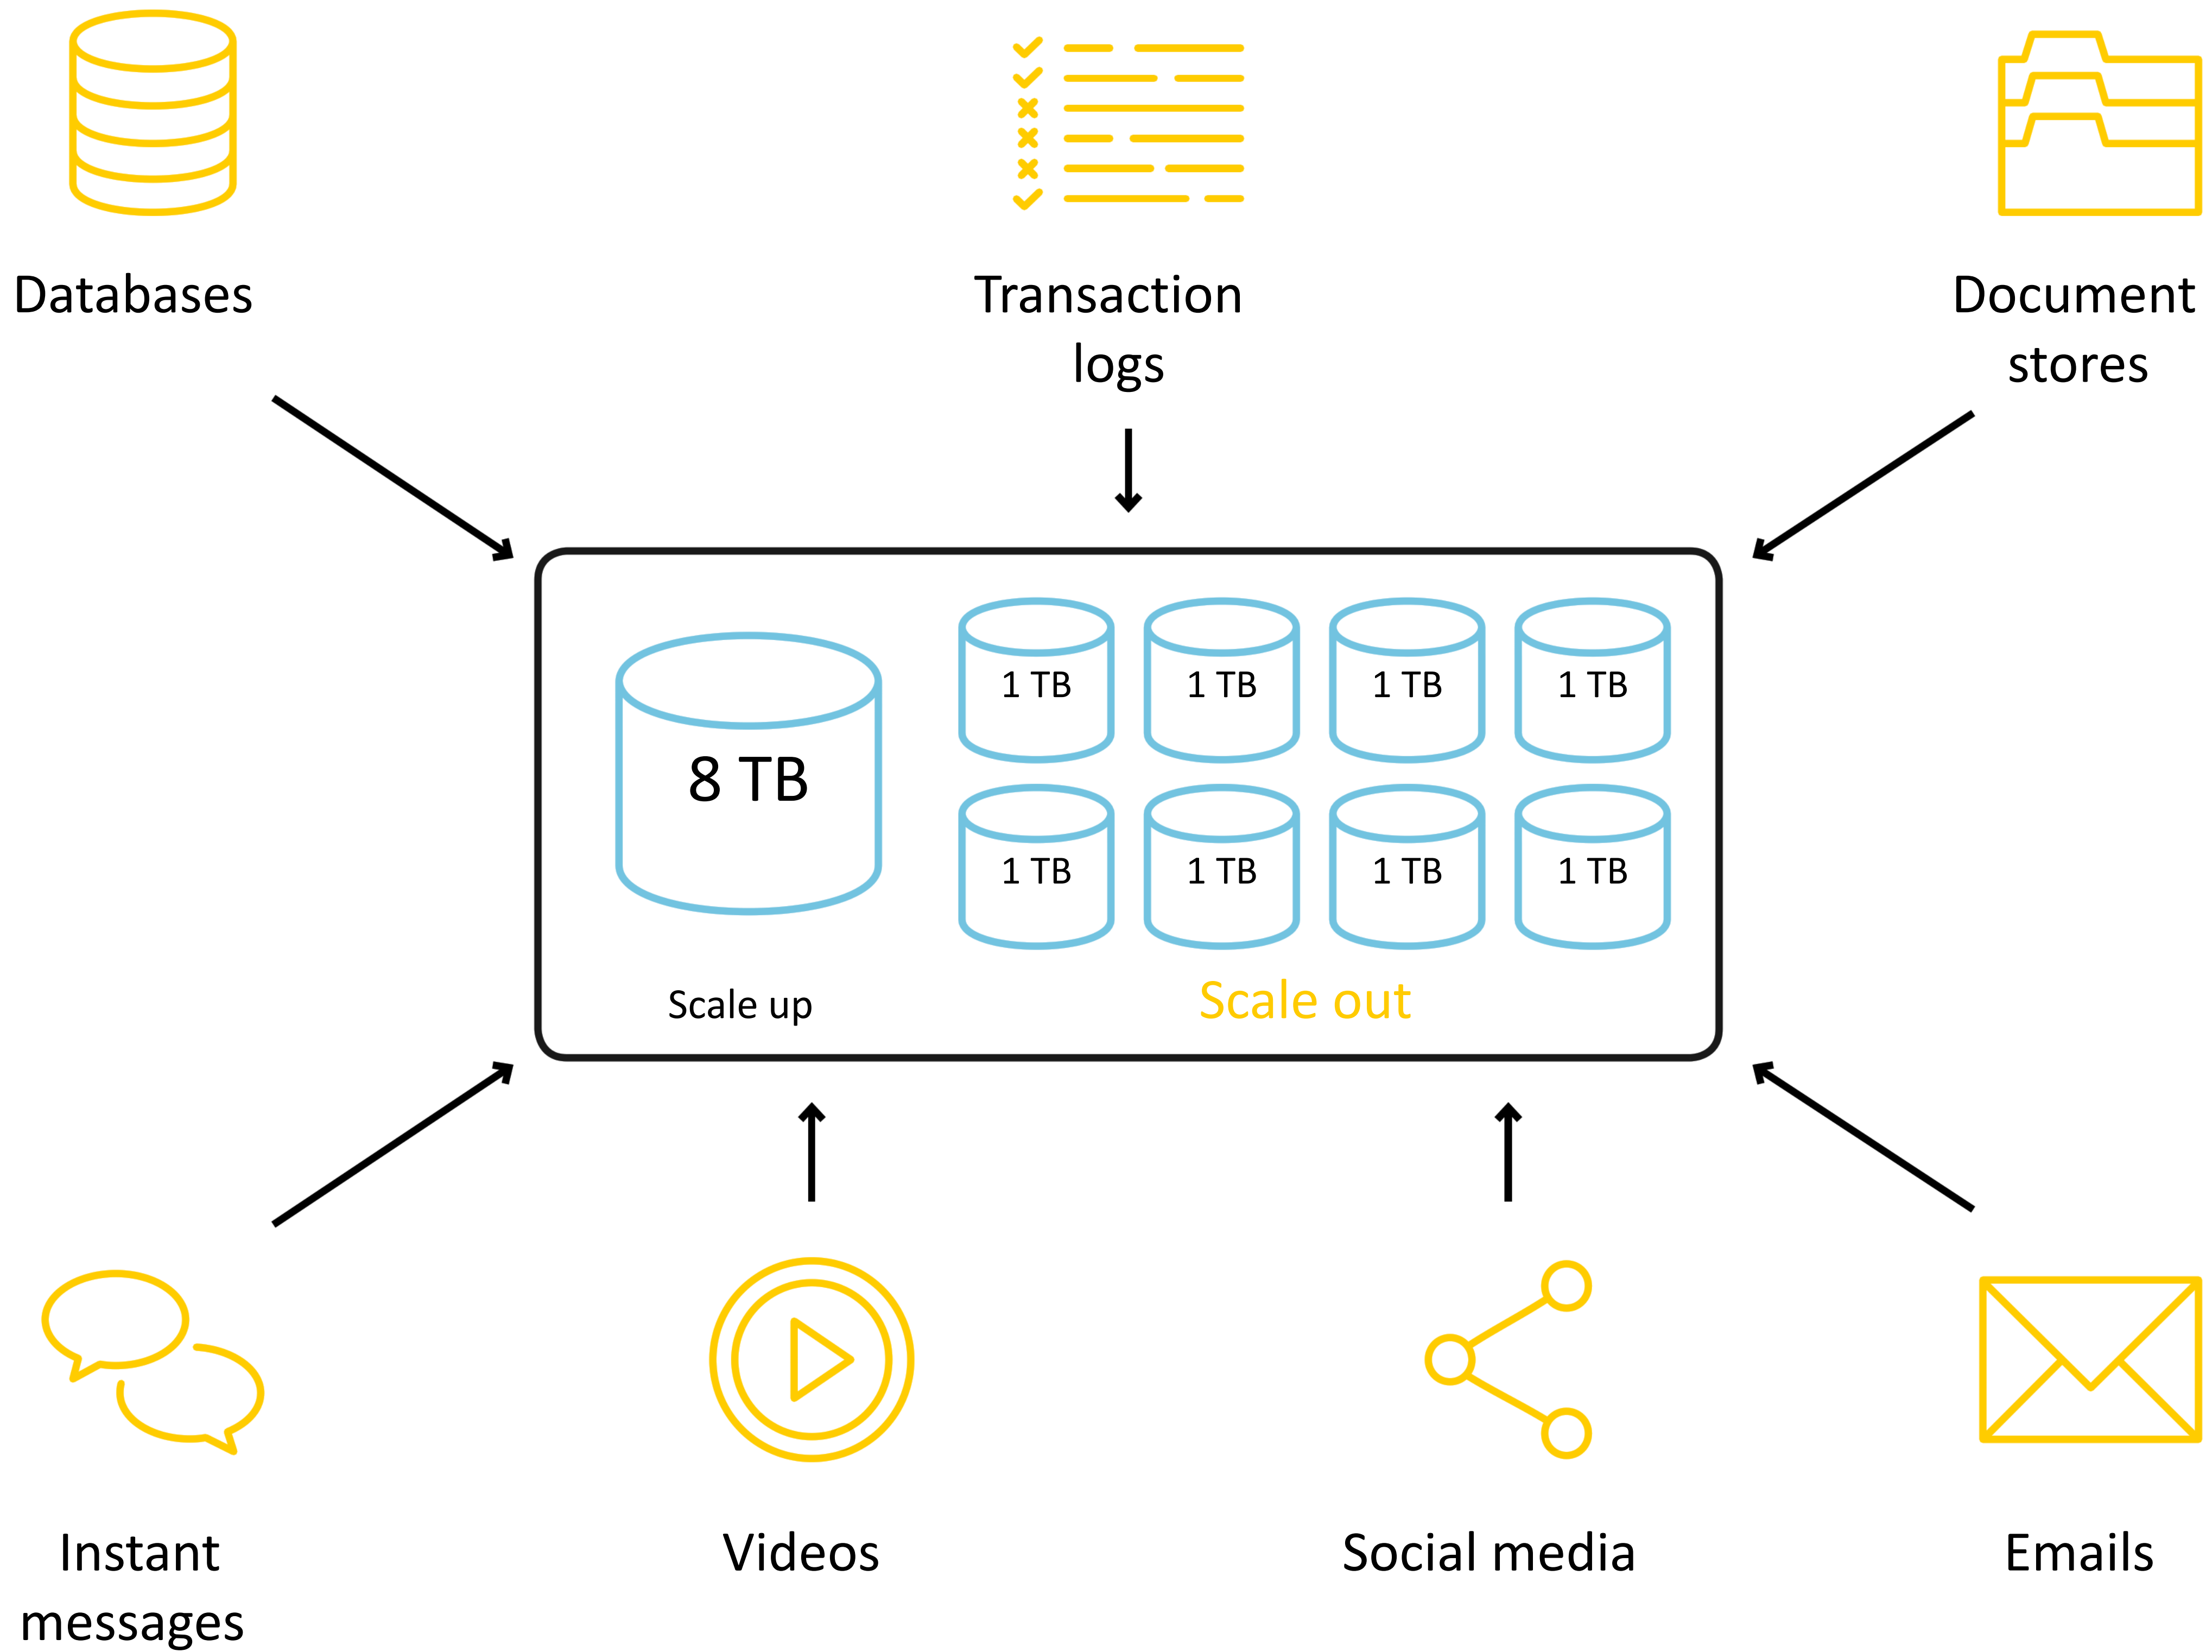 Databases
Transaction
logs
Document
stores
8 TB
1 TB
1 TB
1 TB
1 TB
1 TB
1 TB
1 TB
1 TB
Scale up
Scale out
Instant
messages
Videos
Social media
Emails